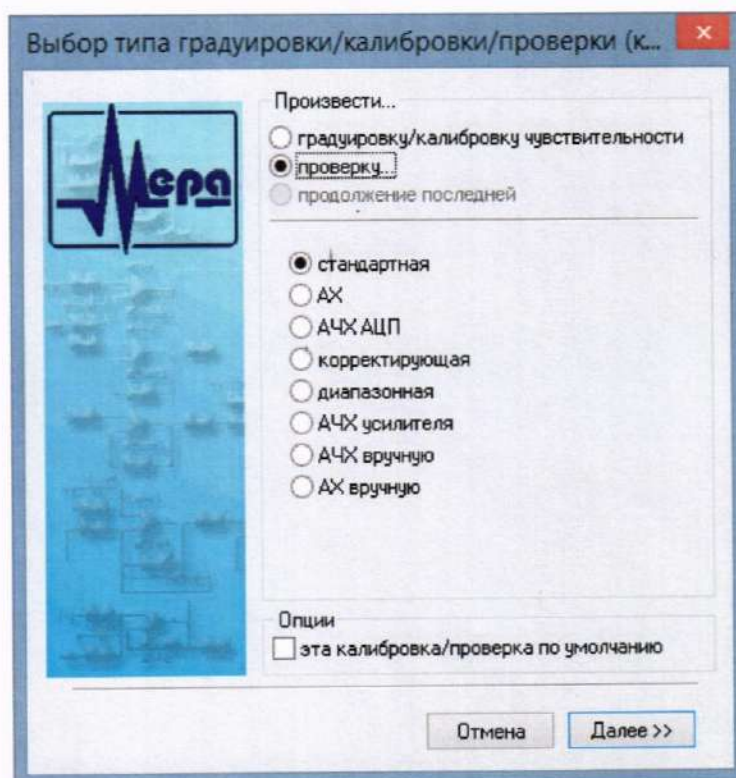 Выбор типа градуировки/калибровки/проверки (к...
Мера
Произвести...
градуировку/калибровку чувствительности
проверку...
продолжение последней
стандартная
АХ
АЧХ АЦП
корректирующая
диапазонная
АЧХ усилителя
АЧХ вручную
АХ вручную
Опции
эта калибровка/проверка по умолчанию
Отмена
Далее >>